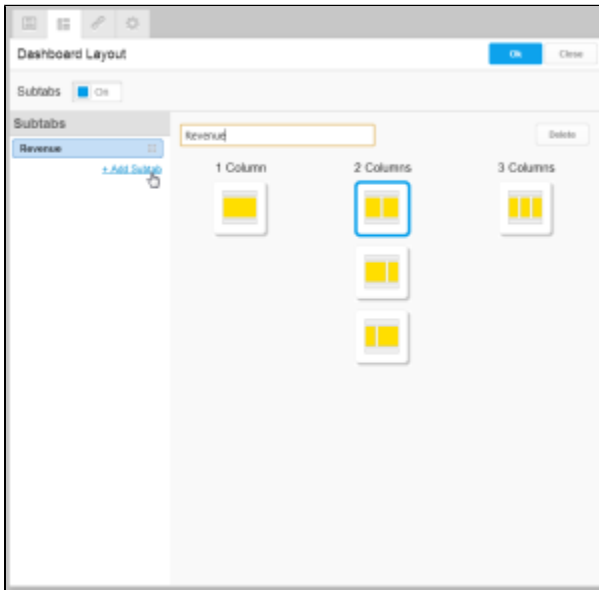 Dashboard Layout
Ok
Close
Subtabs
On
Subtabs
Revenue
Delete
Revenue
+ Add Subtab
1 Column
2 Columns
3 Columns